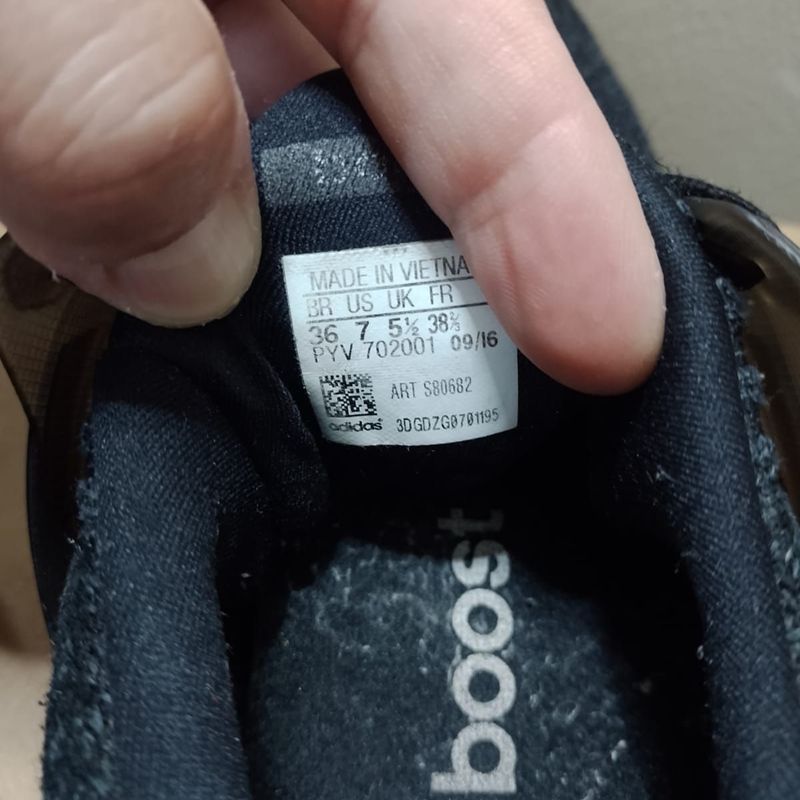 MADE IN VIETNA
BR US UK FR
36 7 5½ 38⅔
PYV 702001 09/16
ART S80682
adidas 3DGDZG0701195
boost